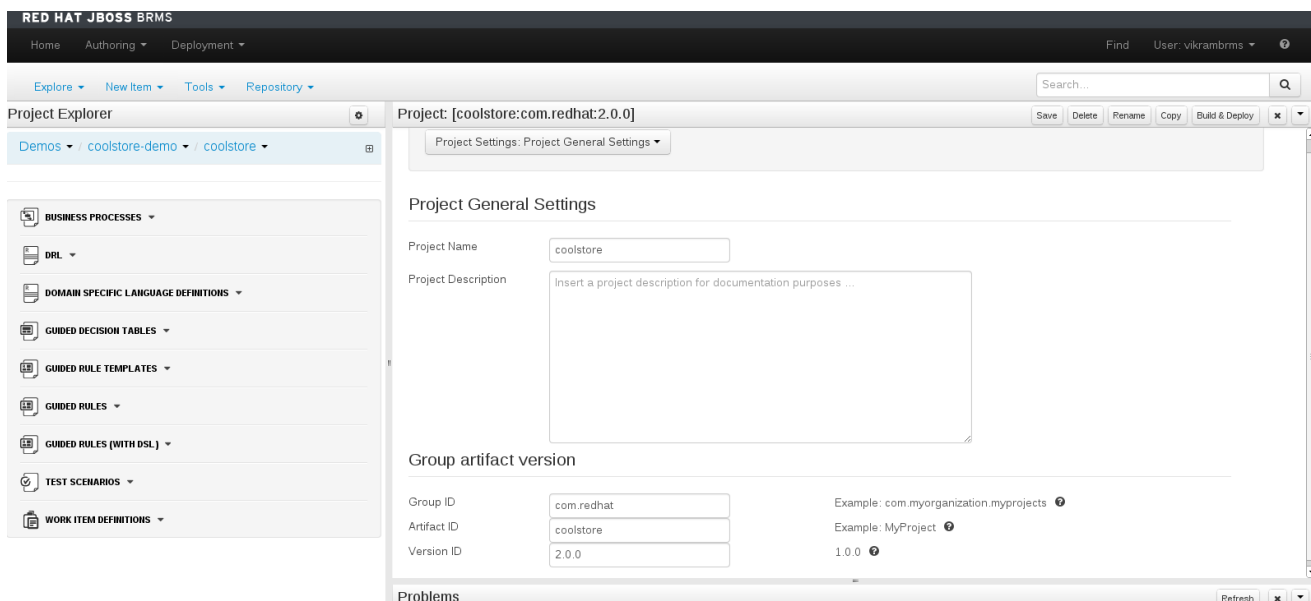 RED HAT JBOSS BRMS
Home Authoring Deployment Find User: vikrambrms
Explore New Item Tools Repository Search...
Project Explorer
Demos / coolstore-demo / coolstore
BUSINESS PROCESSES
DRL
DOMAIN SPECIFIC LANGUAGE DEFINITIONS
GUIDED DECISION TABLES
GUIDED RULE TEMPLATES
GUIDED RULES
GUIDED RULES (WITH DSL)
TEST SCENARIOS
WORK ITEM DEFINITIONS
Project: [coolstore:com.redhat:2.0.0] Save Delete Rename Copy Build & Deploy
Project Settings: Project General Settings
Project General Settings
Project Name coolstore
Project Description Insert a project description for documentation purposes ...
Group artifact version
Group ID com.redhat Example: com.myorganization.myprojects
Artifact ID coolstore Example: MyProject
Version ID 2.0.0 1.0.0
Problems Refresh